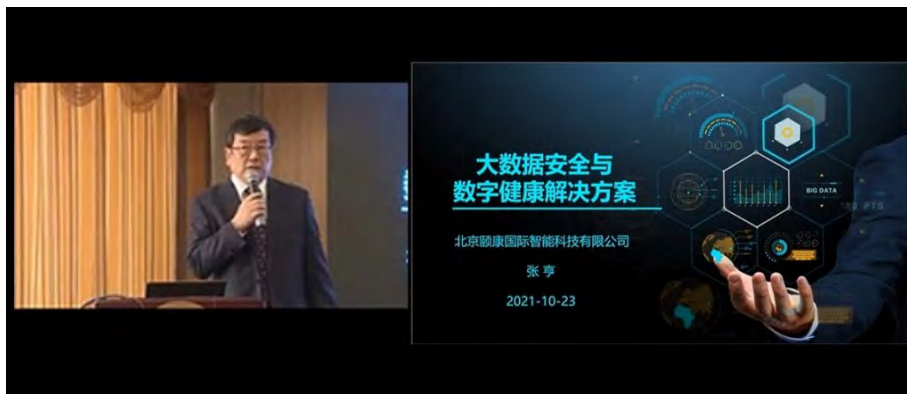 大数据安全与
数字健康解决方案
北京颐康国际智能科技有限公司
张 亨
2021-10-23
BIG DATA